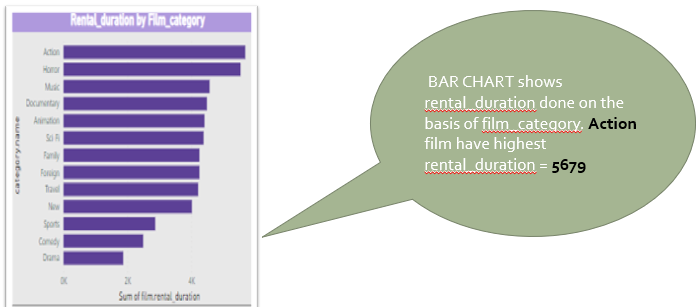 Rental_duration by Film_category
Action
Horror
Music
Documentary
Animation
Sci Fi
Family
Foreign
Travel
New
Sports
Comedy
Drama
category.name
0K 2K 4K
Sum of film.rental_duration
BAR CHART shows
rental_duration done on the
basis of film_category. Action
film have highest
rental_duration = 5679